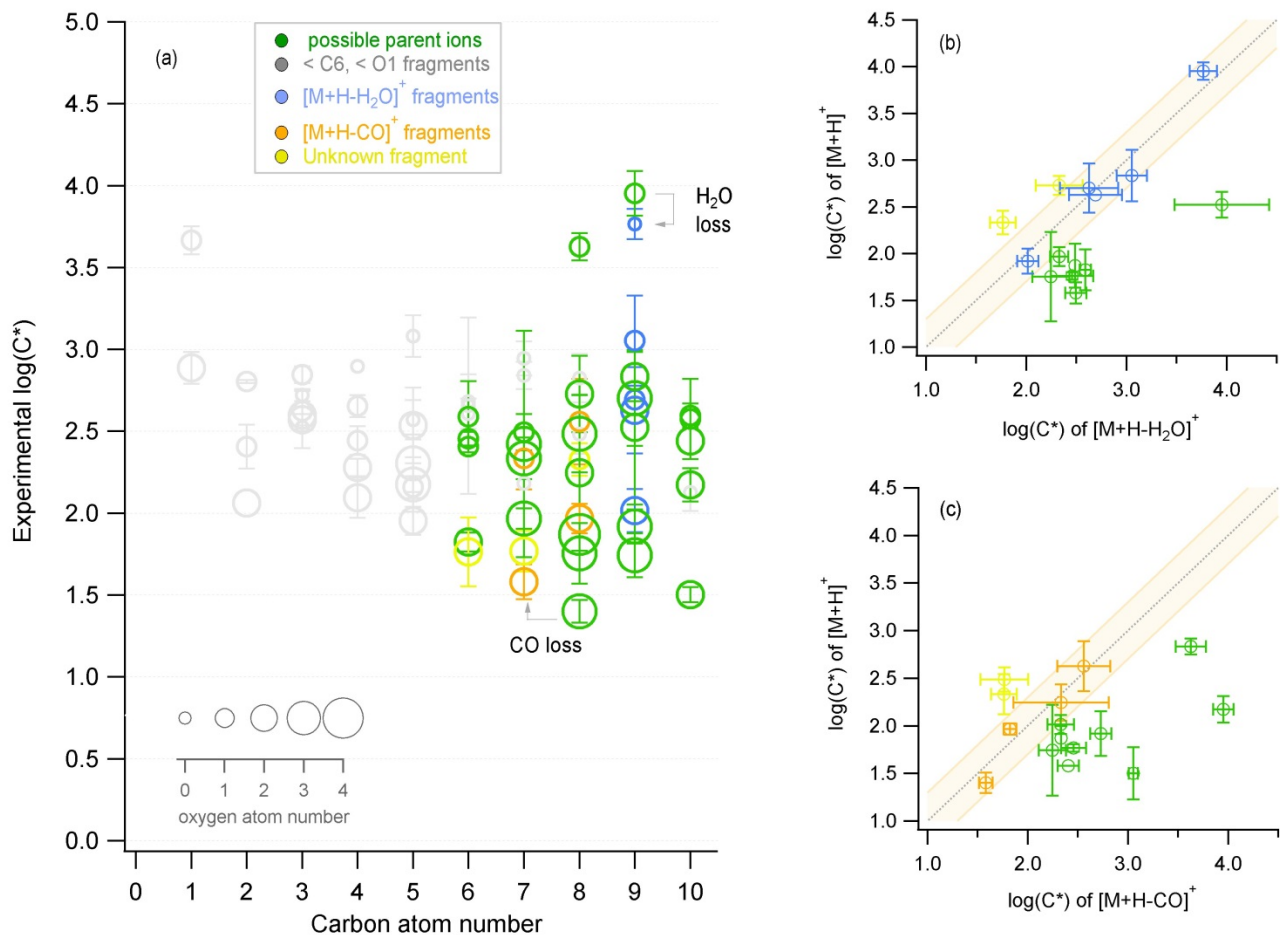 (a)
possible parent ions
< C6, < O1 fragments
[M+H-H₂O]⁺ fragments
[M+H-CO]⁺ fragments
Unknown fragment
H₂O
loss
CO loss
0 1 2 3 4
oxygen atom number
5.0
4.5
4.0
3.5
3.0
2.5
2.0
1.5
1.0
0.5
0.0
Experimental log(C*)
0 1 2 3 4 5 6 7 8 9 10
Carbon atom number
(b)
4.5
4.0
3.5
3.0
2.5
2.0
1.5
1.0
log(C*) of [M+H]⁺
1.0 2.0 3.0 4.0
log(C*) of [M+H-H₂O]⁺
(c)
4.5
4.0
3.5
3.0
2.5
2.0
1.5
1.0
log(C*) of [M+H]⁺
1.0 2.0 3.0 4.0
log(C*) of [M+H-CO]⁺